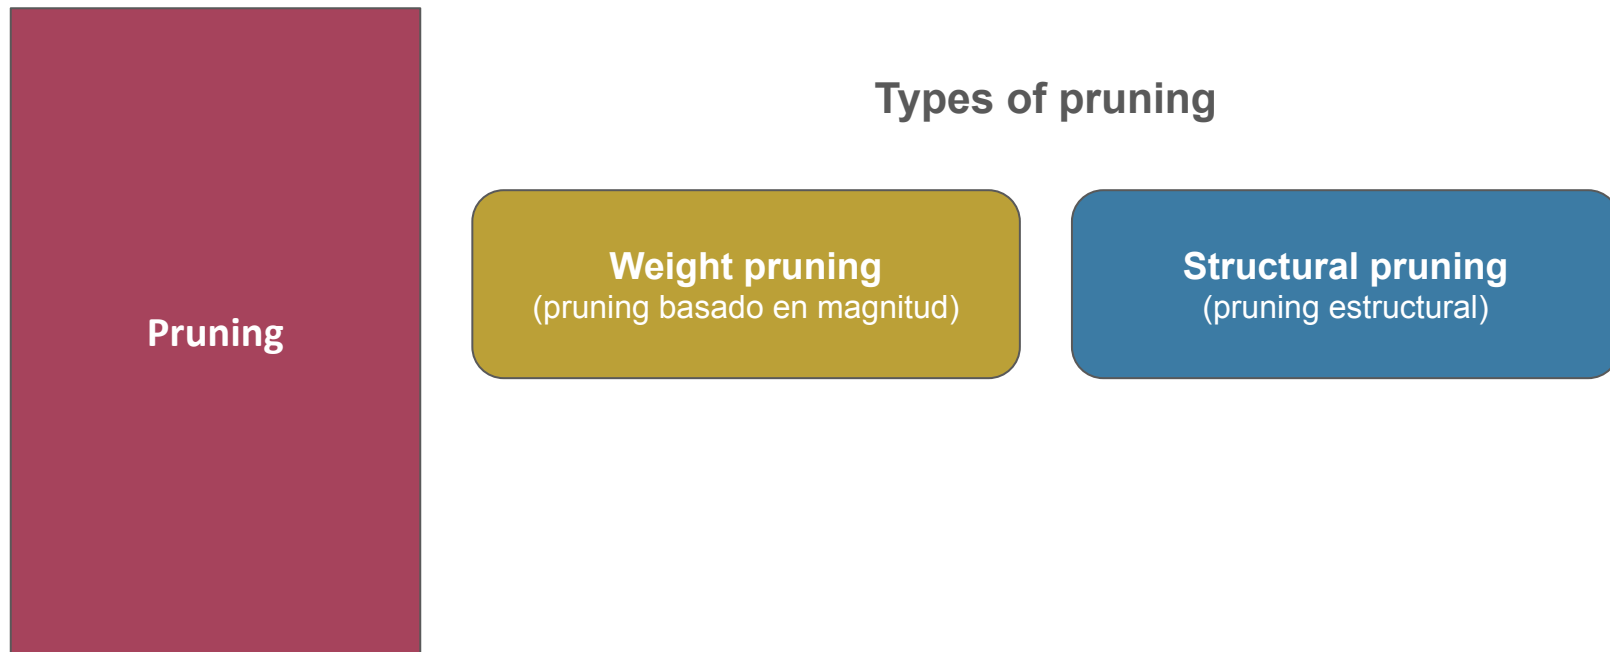 Pruning
Types of pruning
Weight pruning
(pruning basado en magnitud)
Structural pruning
(pruning estructural)